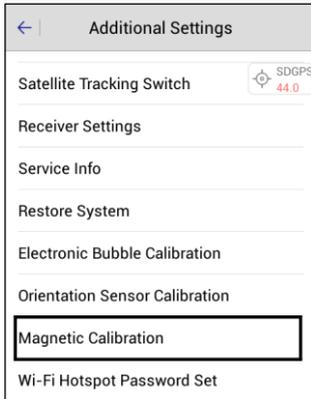 Additional Settings
Satellite Tracking Switch
SDGPS
44.0
Receiver Settings
Service Info
Restore System
Electronic Bubble Calibration
Orientation Sensor Calibration
Magnetic Calibration
Wi-Fi Hotspot Password Set